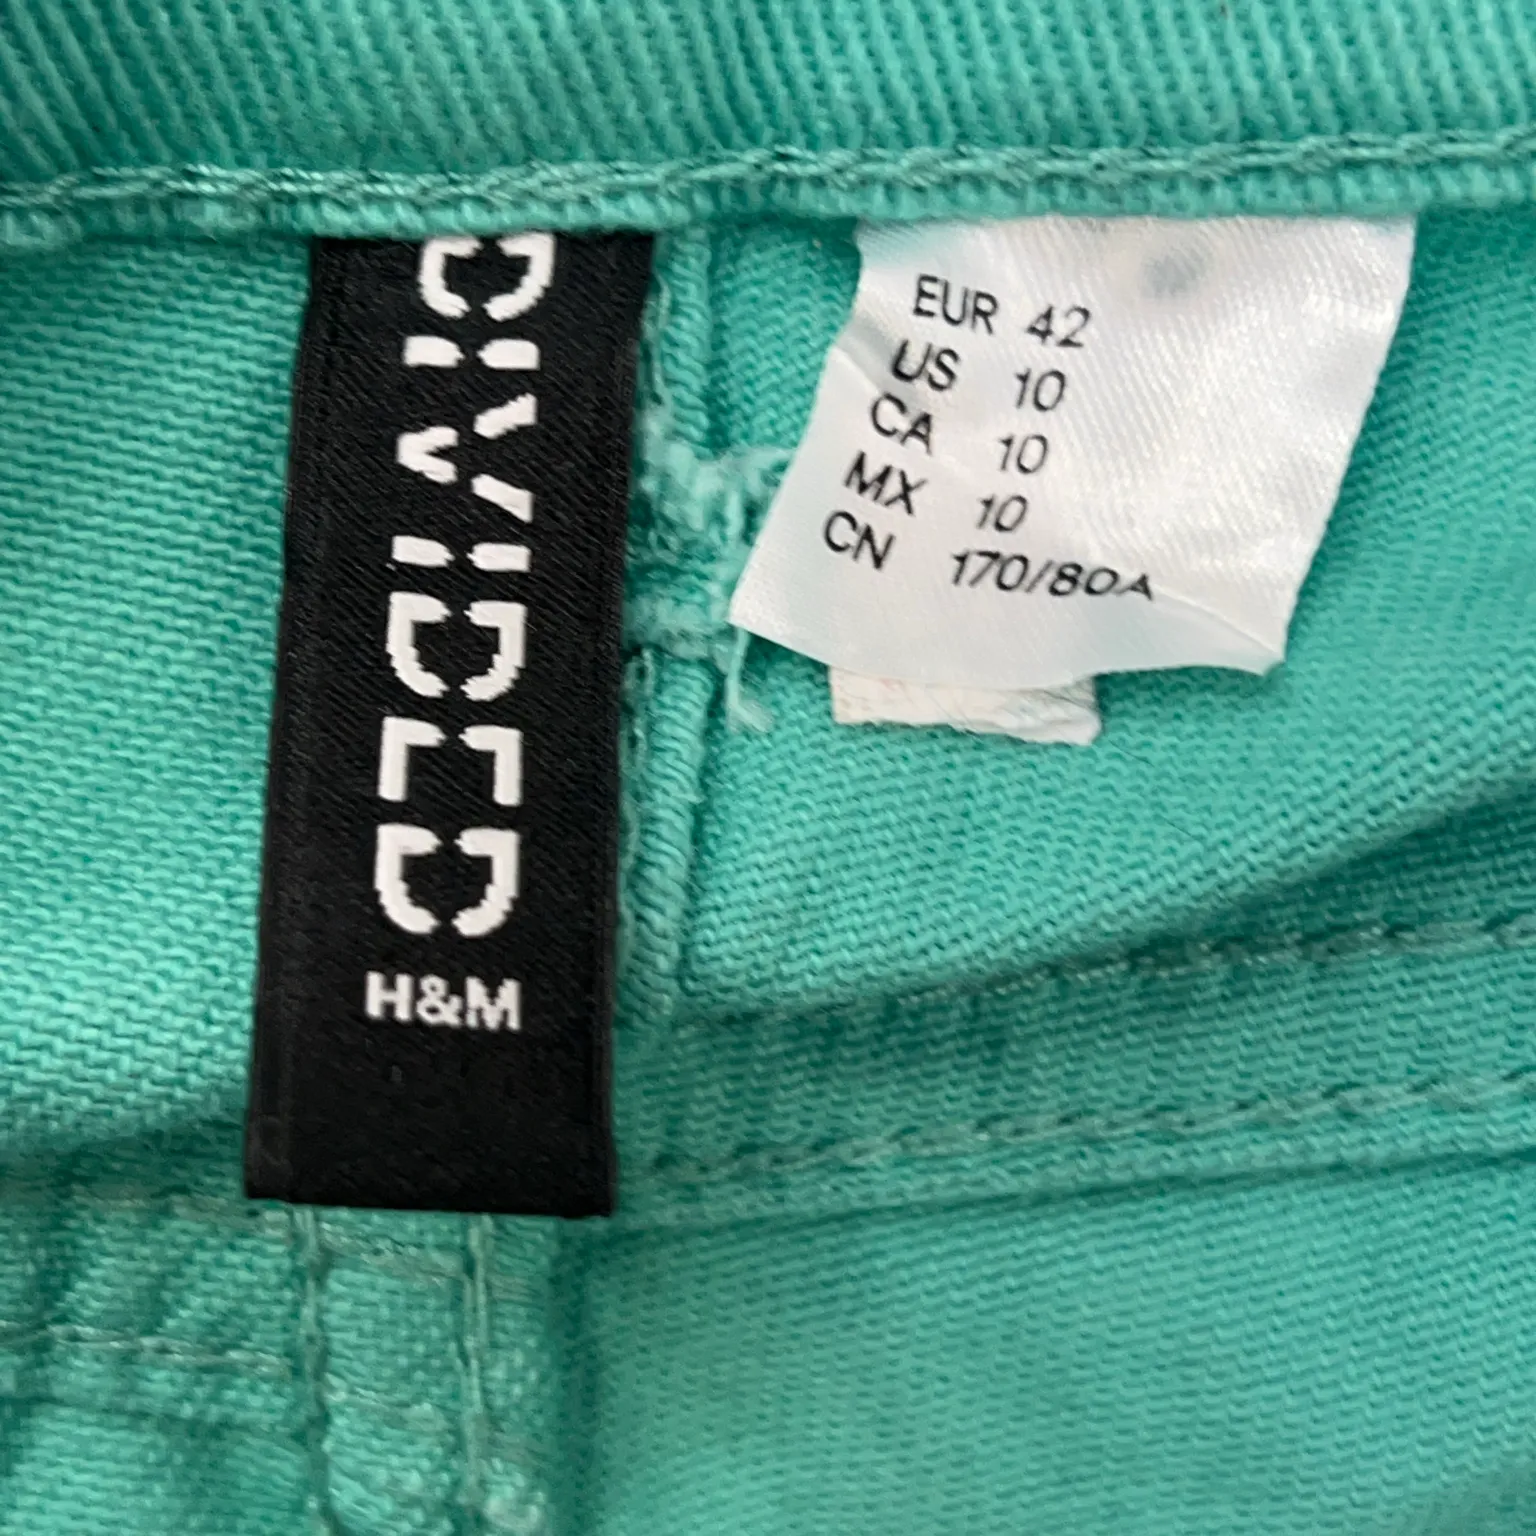 DIVIDED
H&M
EUR 42
US 10
CA 10
MX 10
CN 170/80A